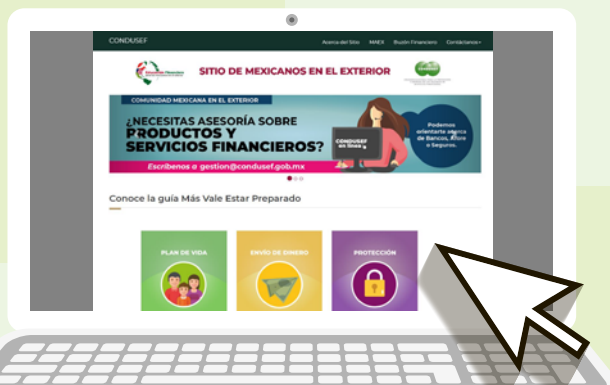 CONDUSEF
Acerca del Sitio MAEX Buzón Financiero Contáctanos
SITIO DE MEXICANOS EN EL EXTERIOR
COMUNIDAD MEXICANA EN EL EXTERIOR
¿NECESITAS ASESORÍA SOBRE
PRODUCTOS Y
SERVICIOS FINANCIEROS?
CONDUSEF
en línea
Podemos
orientarte acerca
de Bancos, Afore
o Seguros.
Escríbenos a gestion@condusef.gob.mx
Conoce la guía Más Vale Estar Preparado
PLAN DE VIDA
ENVÍO DE DINERO
PROTECCIÓN